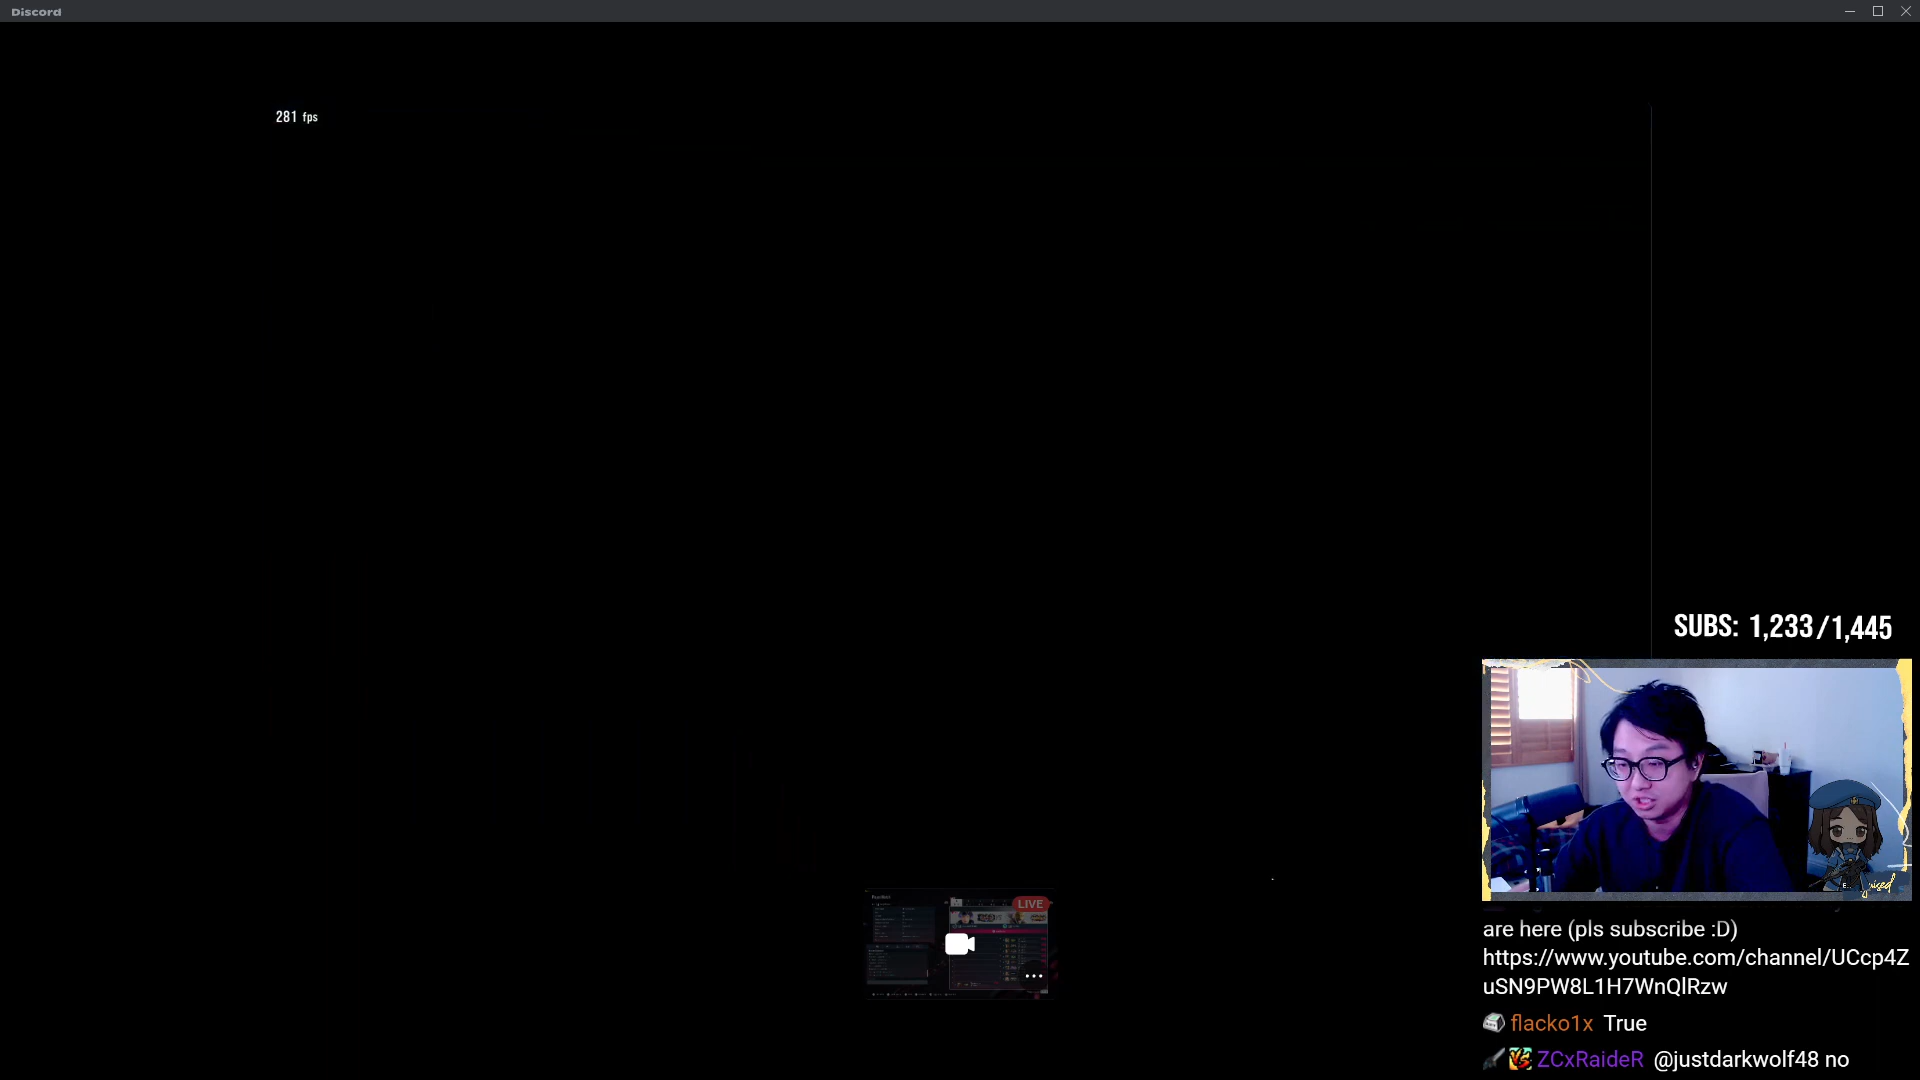 Discord
281 fps
SUBS: 1,233/1,445
LIVE
are here (pls subscribe :D)
https://www.youtube.com/channel/UCcp4Z
uSN9PW8L1H7WnQlRzw
flacko1x True
ZCxRaideR @justdarkwolf48 no